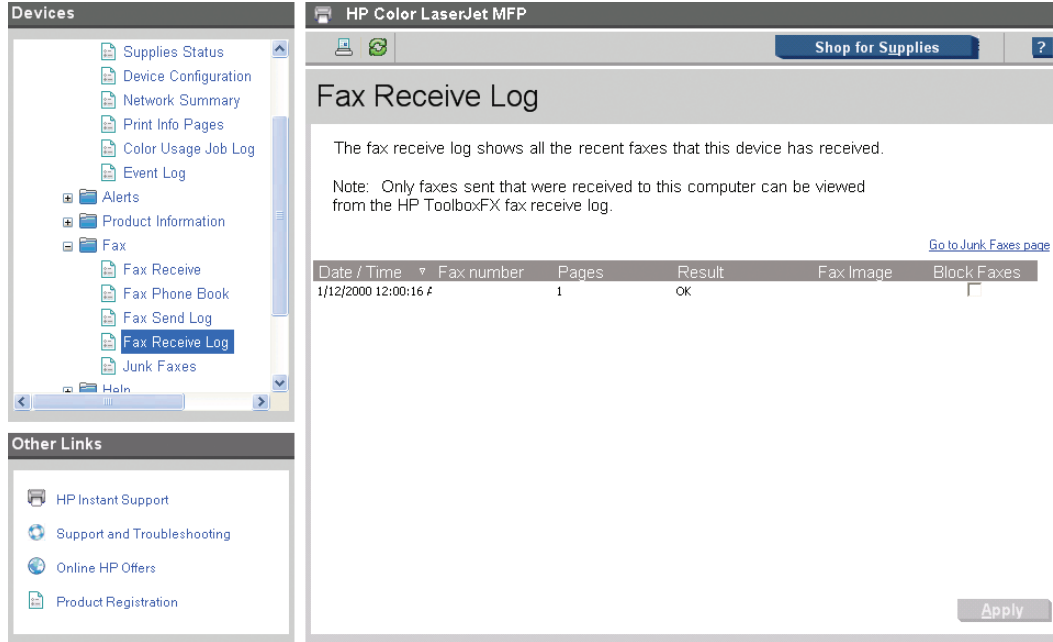 Devices
Supplies Status
Device Configuration
Network Summary
Print Info Pages
Color Usage Job Log
Event Log
Alerts
Product Information
Fax
Fax Receive
Fax Phone Book
Fax Send Log
Fax Receive Log
Junk Faxes
Help
Other Links
HP Instant Support
Support and Troubleshooting
Online HP Offers
Product Registration
HP Color LaserJet MFP
Shop for Supplies ?
Fax Receive Log
The fax receive log shows all the recent faxes that this device has received.
Note: Only faxes sent that were received to this computer can be viewed
from the HP ToolboxFX fax receive log.
Go to Junk Faxes page
Date / Time Fax number Pages Result Fax Image Block Faxes
1/12/2000 12:00:16 1 OK
Apply